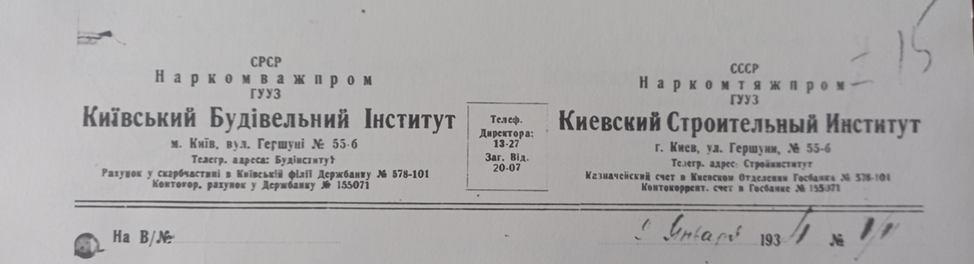 15
СРСР
Наркомважпром
ГУУЗ
Київський Будівельний Інститут
м. Київ, вул. Гершуні № 55-б
Телегр. адреса: Будінститут
Рахунок у скарбчастині в Київській філії Держбанку № 578-101
Контокор. рахунок у Держбанку № 155071
Телеф.
Директора:
13-27
Заг. Від.
20-07
СССР
Наркомтяжпром
ГУУЗ
Киевский Строительный Институт
г. Киев, ул. Гершуни, № 55-б
Телегр. адрес: Стройинститут
Казначейский счет в Киевском Отделении Госбанка № 578-101
Контокоррент. счет в Госбанке № 155071
На В/№
Января 193 №